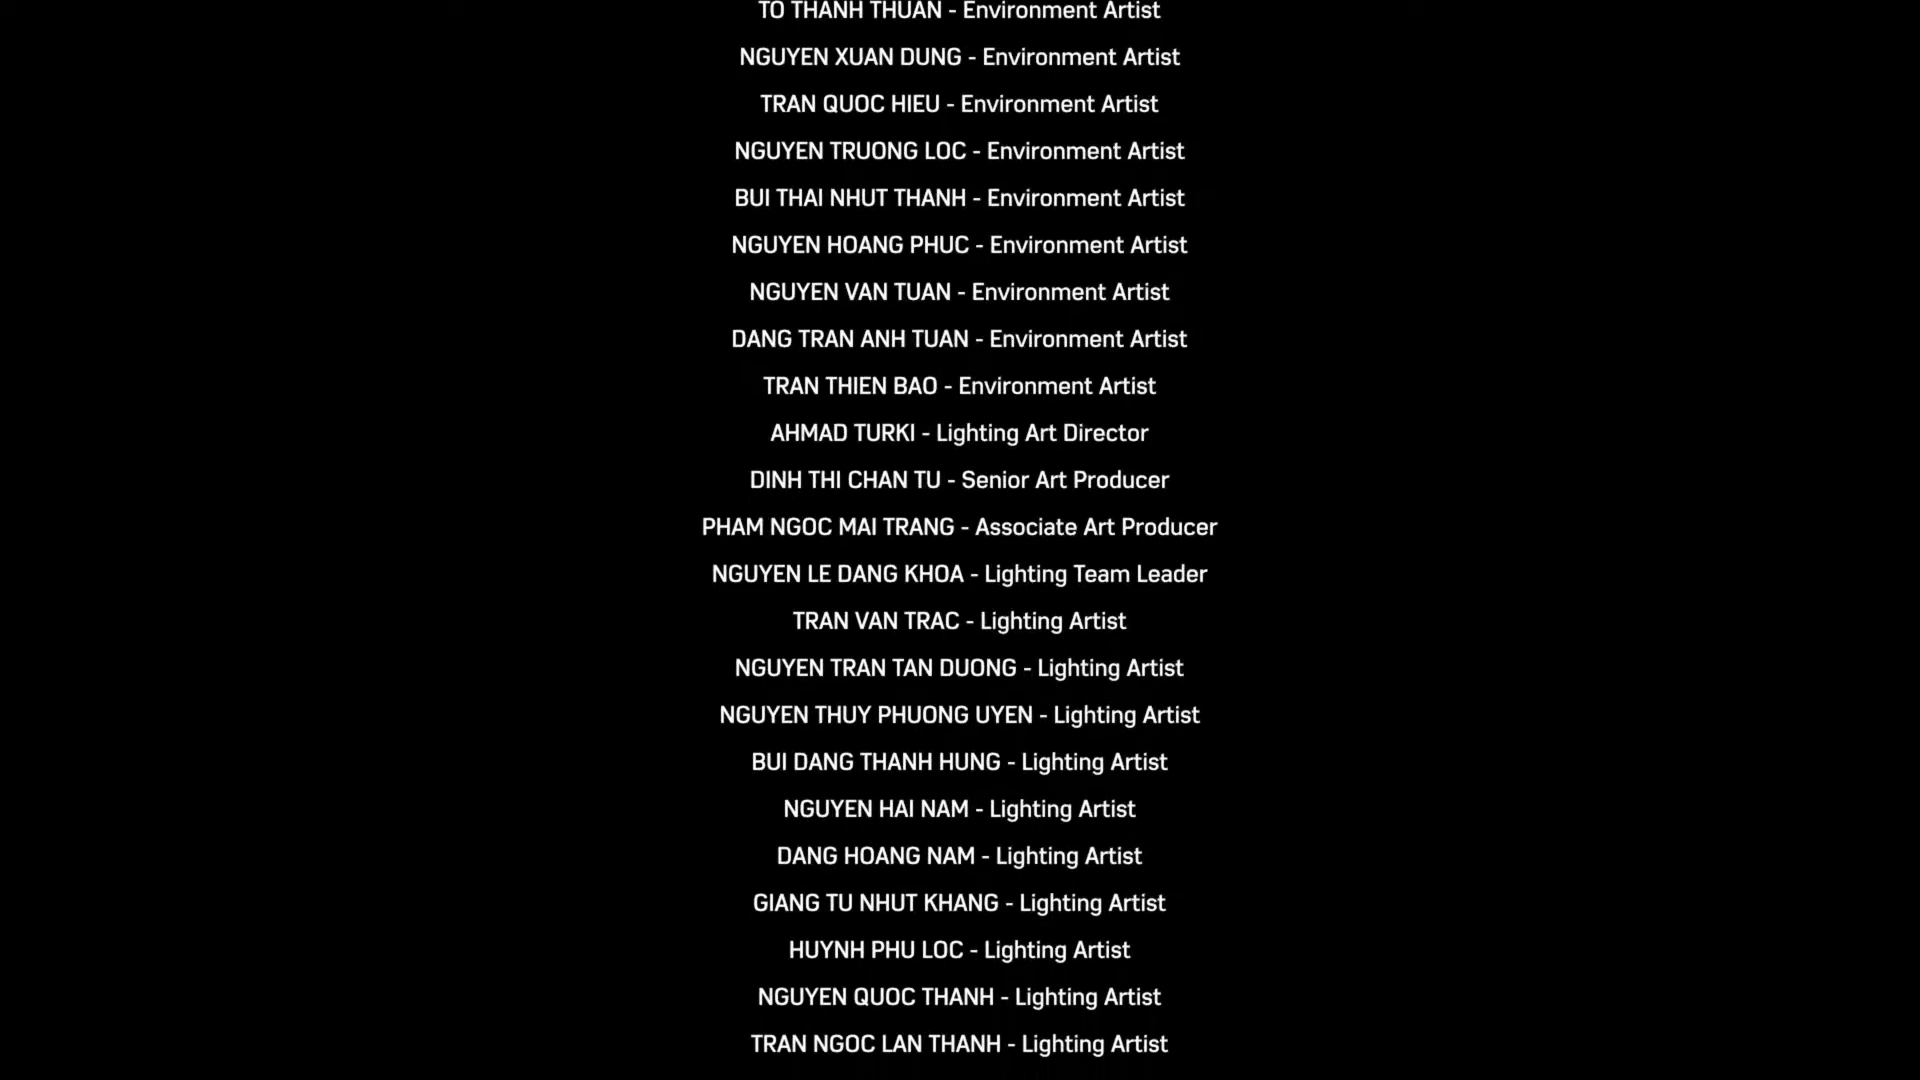 TO THANH THUAN - Environment Artist
NGUYEN XUAN DUNG - Environment Artist
TRAN QUOC HIEU - Environment Artist
NGUYEN TRUONG LOC - Environment Artist
BUI THAI NHUT THANH - Environment Artist
NGUYEN HOANG PHUC - Environment Artist
NGUYEN VAN TUAN - Environment Artist
DANG TRAN ANH TUAN - Environment Artist
TRAN THIEN BAO - Environment Artist
AHMAD TURKI - Lighting Art Director
DINH THI CHAN TU - Senior Art Producer
PHAM NGOC MAI TRANG - Associate Art Producer
NGUYEN LE DANG KHOA - Lighting Team Leader
TRAN VAN TRAC - Lighting Artist
NGUYEN TRAN TAN DUONG - Lighting Artist
NGUYEN THUY PHUONG UYEN - Lighting Artist
BUI DANG THANH HUNG - Lighting Artist
NGUYEN HAI NAM - Lighting Artist
DANG HOANG NAM - Lighting Artist
GIANG TU NHUT KHANG - Lighting Artist
HUYNH PHU LOC - Lighting Artist
NGUYEN QUOC THANH - Lighting Artist
TRAN NGOC LAN THANH - Lighting Artist